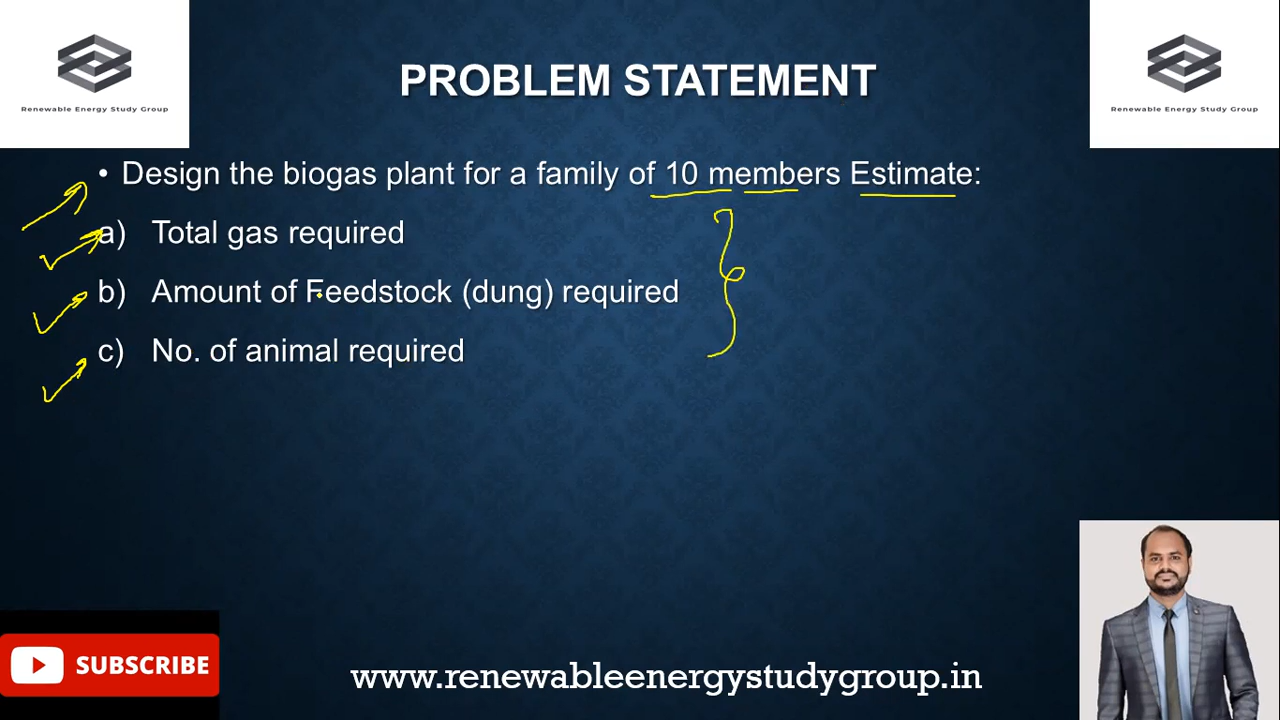 Renewable Energy Study Group
Renewable Energy Study Group
PROBLEM STATEMENT
• Design the biogas plant for a family of 10 members Estimate:
a) Total gas required
b) Amount of Feedstock (dung) required
c) No. of animal required
SUBSCRIBE
www.renewableenergystudygroup.in